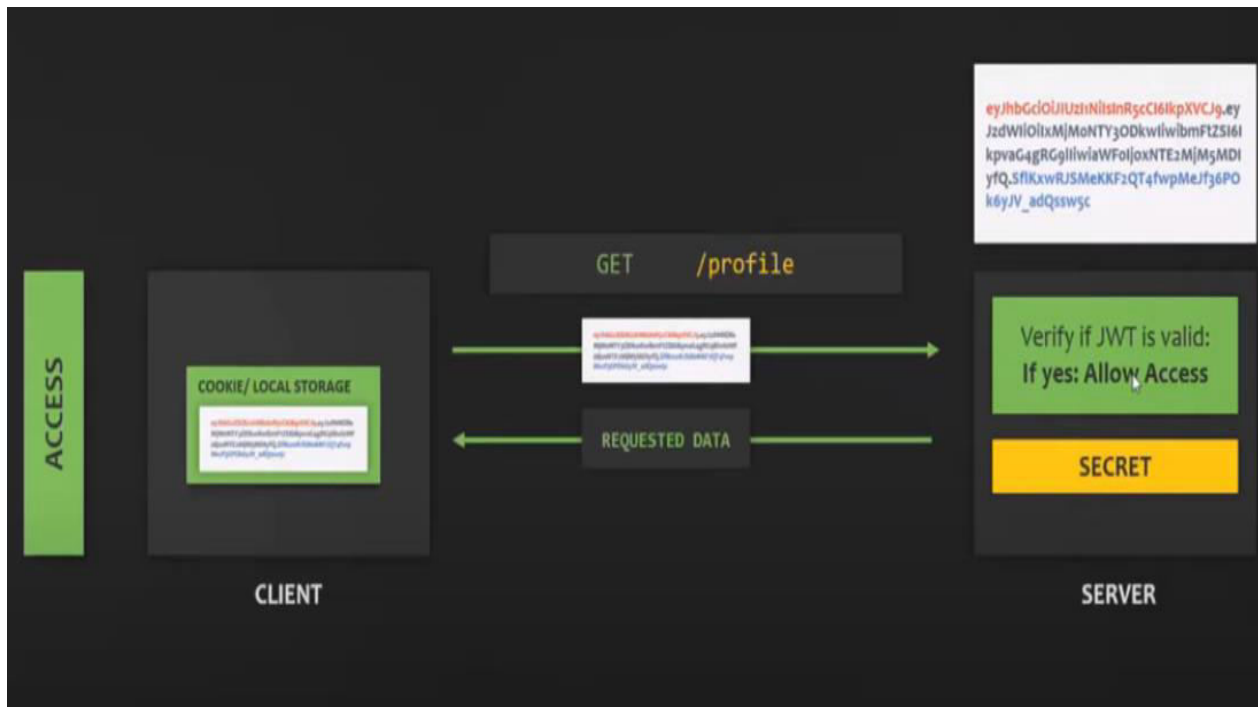 eyJhbGciOiJIUzI1NiIsInR5cCI6IkpXVCJ9.ey
JzdWIiOiIxMjM0NTY3ODkwIiwibmFtZSI6I
kpvaG4gRG9lIiwiaWF0IjoxNTE2MjM5MDI
yfQ.SflKxwRJSMeKKF2QT4fwpMeJf36PO
k6yJV_adQssw5c
GET /profile
ACCESS
COOKIE/ LOCAL STORAGE
Verify if JWT is valid:
If yes: Allow Access
REQUESTED DATA
SECRET
CLIENT
SERVER